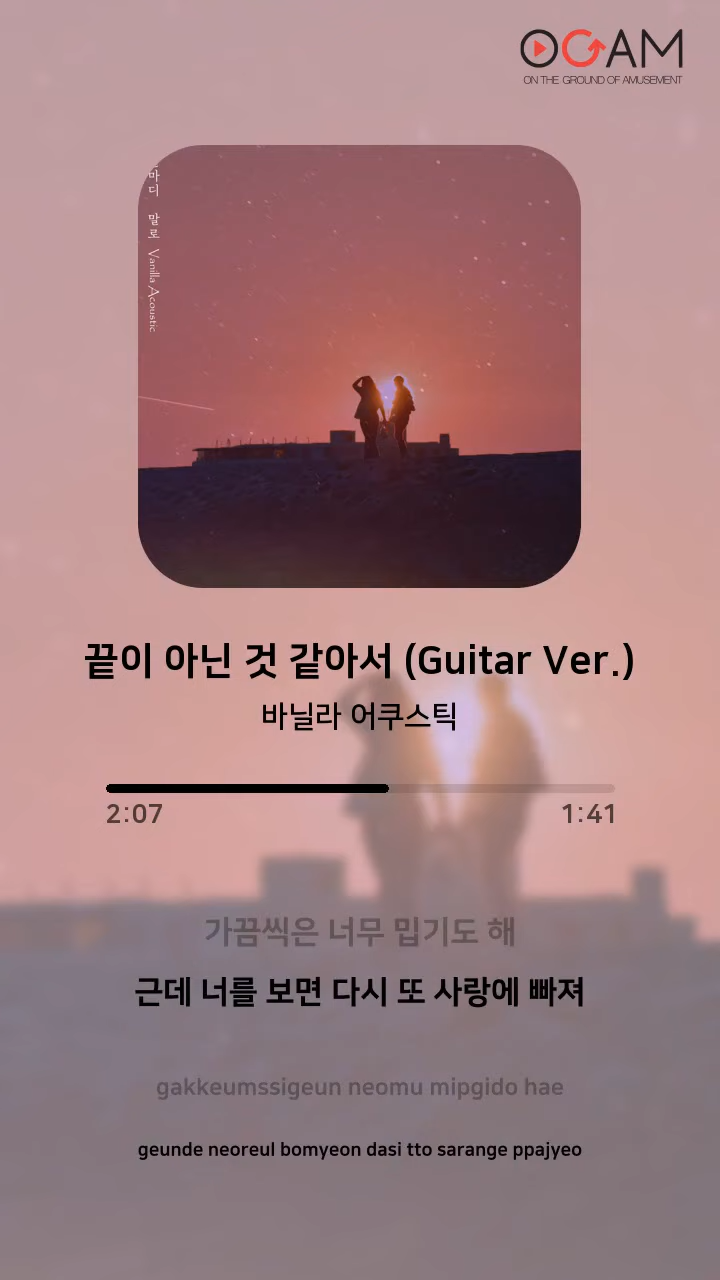 OGAM
ON THE GROUND OF AMUSEMENT
마디 말로 Vanilla Acoustic
끝이 아닌 것 같아서 (Guitar Ver.)
바닐라 어쿠스틱
2:07
1:41
가끔씩은 너무 밉기도 해
근데 너를 보면 다시 또 사랑에 빠져
gakkeumssigeun neomu mipgido hae
geunde neoreul bomyeon dasi tto sarange ppajyeo